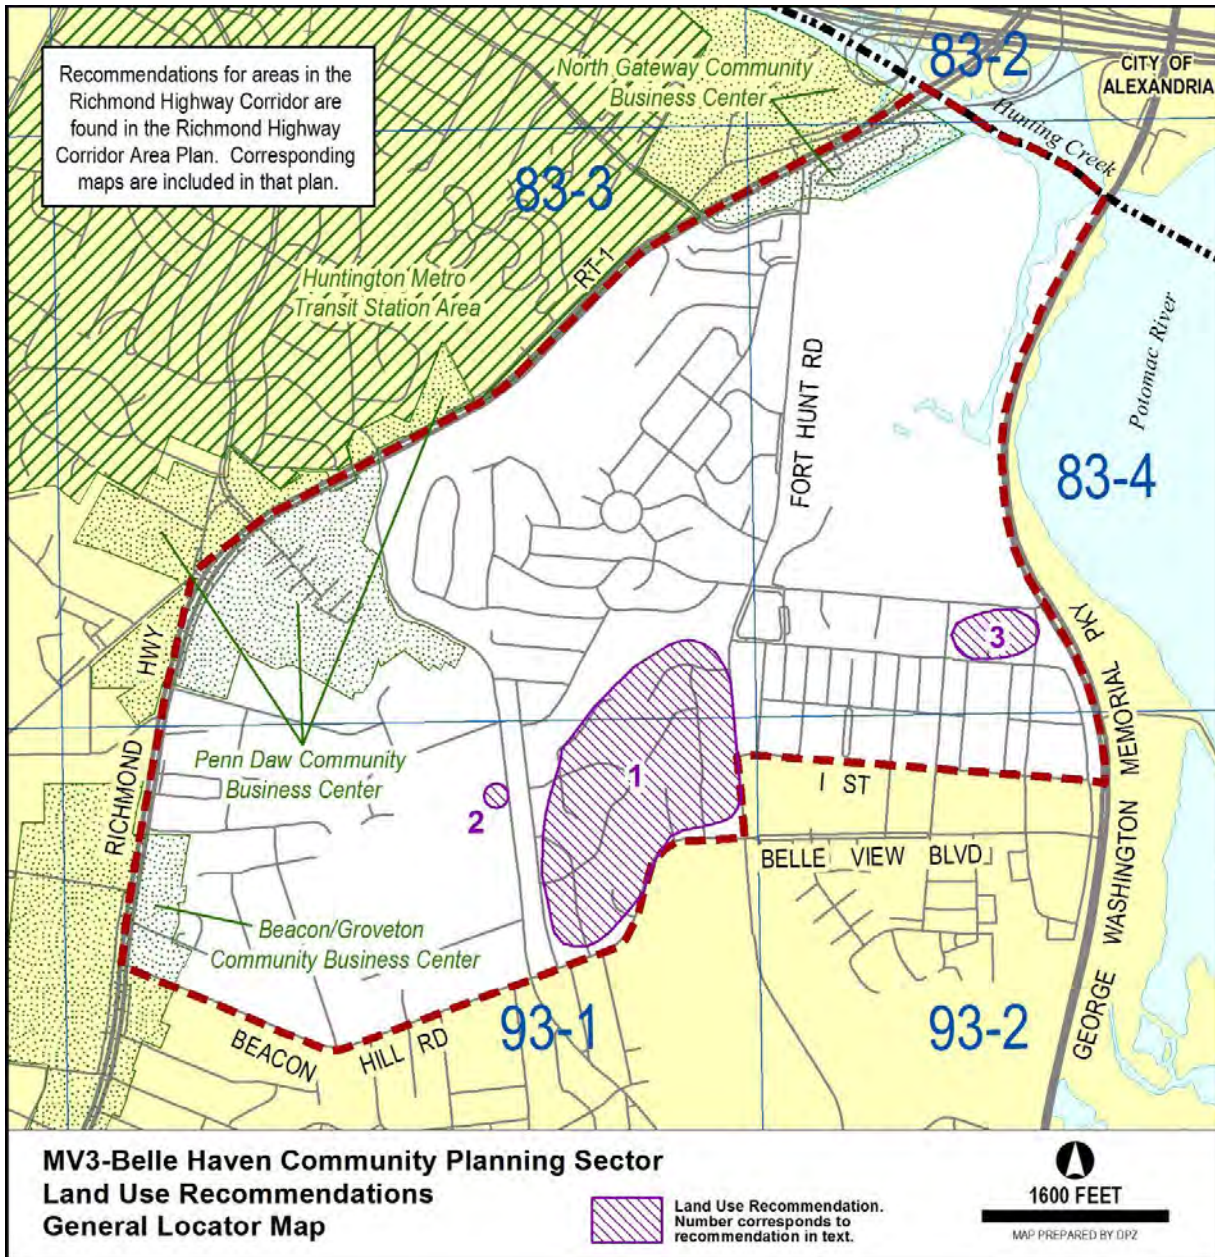 Recommendations for areas in the
Richmond Highway Corridor are
found in the Richmond Highway
Corridor Area Plan. Corresponding
maps are included in that plan.
North Gateway Community
Business Center
83-2
CITY OF
ALEXANDRIA
Hunting Creek
83-3
Huntington Metro
Transit Station Area
RT-1
Potomac River
FORT HUNT RD
83-4
HWY
RICHMOND
3
Penn Daw Community
Business Center
1
2
I ST
BELLE VIEW BLVD
GEORGE WASHINGTON MEMORIAL PKY
Beacon/Groveton
Community Business Center
93-1
93-2
BEACON HILL RD
MV3-Belle Haven Community Planning Sector
Land Use Recommendations
General Locator Map
Land Use Recommendation.
Number corresponds to
recommendation in text.
1600 FEET
MAP PREPARED BY DPZ